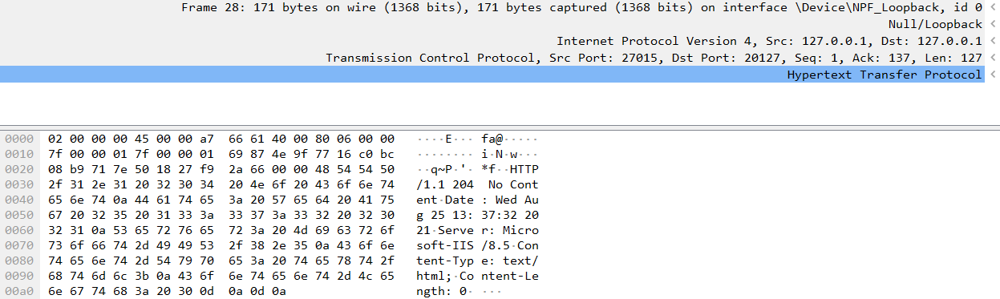 Frame 28: 171 bytes on wire (1368 bits), 171 bytes captured (1368 bits) on interface \Device\NPF_Loopback, id 0
Null/Loopback
Internet Protocol Version 4, Src: 127.0.0.1, Dst: 127.0.0.1
Transmission Control Protocol, Src Port: 27015, Dst Port: 20127, Seq: 1, Ack: 137, Len: 127
Hypertext Transfer Protocol
0000 02 00 00 00 45 00 00 a7 66 61 40 00 80 06 00 00 ····E··· fa@·····
0010 7f 00 00 01 7f 00 00 01 69 87 4e 9f 77 16 c0 bc ········ i·N·w···
0020 08 b9 71 7e 50 18 27 f9 2a 66 00 00 48 54 54 50 ··q~P·'· *f··HTTP
0030 2f 31 2e 31 20 32 30 34 20 4e 6f 20 43 6f 6e 74 /1.1 204 No Cont
0040 65 6e 74 0a 44 61 74 65 3a 20 57 65 64 20 41 75 ent·Date : Wed Au
0050 67 20 32 35 20 31 33 3a 33 37 3a 33 32 20 32 30 g 25 13: 37:32 20
0060 32 31 0a 53 65 72 76 65 72 3a 20 4d 69 63 72 6f 21·Serve r: Micro
0070 73 6f 66 74 2d 49 49 53 2f 38 2e 35 0a 43 6f 6e soft-IIS /8.5·Con
0080 74 65 6e 74 2d 54 79 70 65 3a 20 74 65 78 74 2f tent-Typ e: text/
0090 68 74 6d 6c 3b 0a 43 6f 6e 74 65 6e 74 2d 4c 65 html;·Co ntent-Le
00a0 6e 67 74 68 3a 20 30 0d 0a 0d 0a ngth: 0· ···